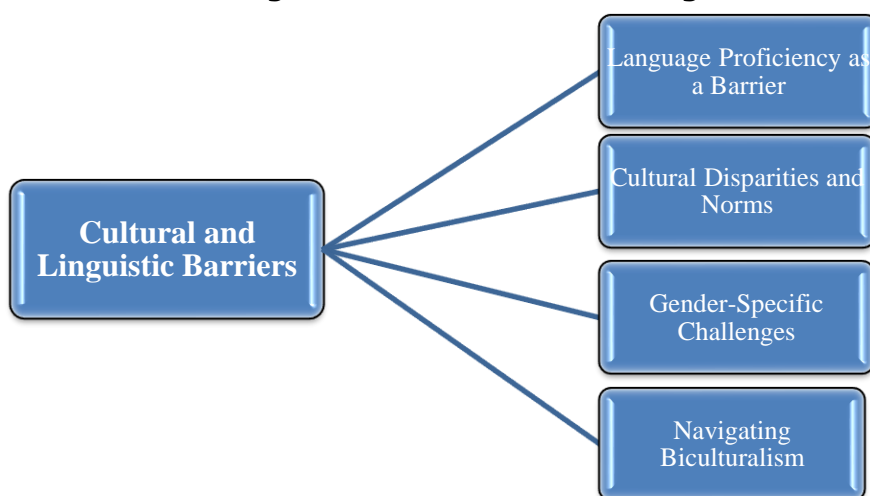 Language Proficiency as
a Barrier
Cultural Disparities and
Norms
Cultural and
Linguistic Barriers
Gender-Specific
Challenges
Navigating
Biculturalism